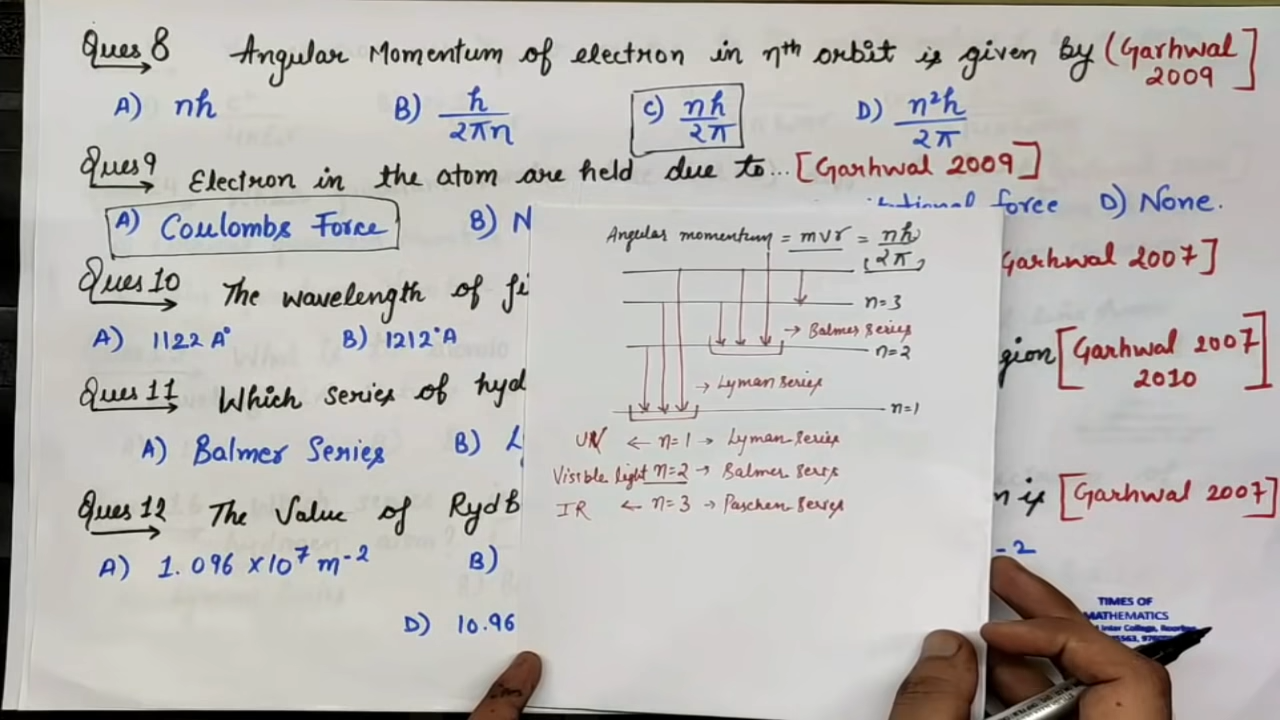 Ques 8 Angular Momentum of electron in nth orbit is given by (Garhwal 2009]
A) nh B) h/2πn C) nh/2π D) n²h/2π
Ques 9 Electron in the atom are held due to... [Garhwal 2009]
A) Coulombs Force B) N force D) None.
Ques 10 The wavelength of fi Garhwal 2007]
A) 1122 A° B) 1212°A
Ques 11 Which series of hyd gion [Garhwal 2007 2010]
A) Balmer Series B) L
Ques 12 The Value of RydB n is [Garhwal 2007]
A) 1.096 ×10⁷ m⁻² B) -2
D) 10.96
Angular momentum = mvr = nh/2π
n=3
→ Balmer Series
n=2
→ Lyman Series
n=1
UV ← n=1 → Lyman Series
Visible light n=2 → Balmer Series
IR ← n=3 → Paschen Series
TIMES OF
MATHEMATICS
Inter College,